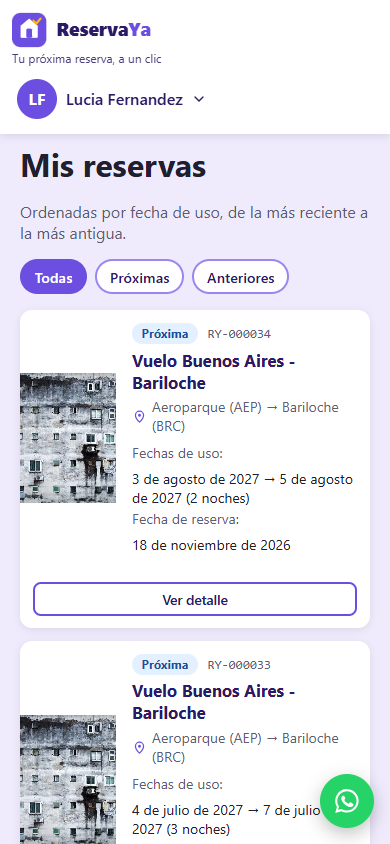 ReservaYa
Tu próxima reserva, a un clic
LF Lucia Fernandez
Mis reservas
Ordenadas por fecha de uso, de la más reciente a
la más antigua.
Todas Próximas Anteriores
Próxima RY-000034
Vuelo Buenos Aires -
Bariloche
Aeroparque (AEP) → Bariloche
(BRC)
Fechas de uso:
3 de agosto de 2027 → 5 de agosto
de 2027 (2 noches)
Fecha de reserva:
18 de noviembre de 2026
Ver detalle
Próxima RY-000033
Vuelo Buenos Aires -
Bariloche
Aeroparque (AEP) → Bariloche
(BRC)
Fechas de uso:
4 de julio de 2027 → 7 de julio
2027 (3 noches)